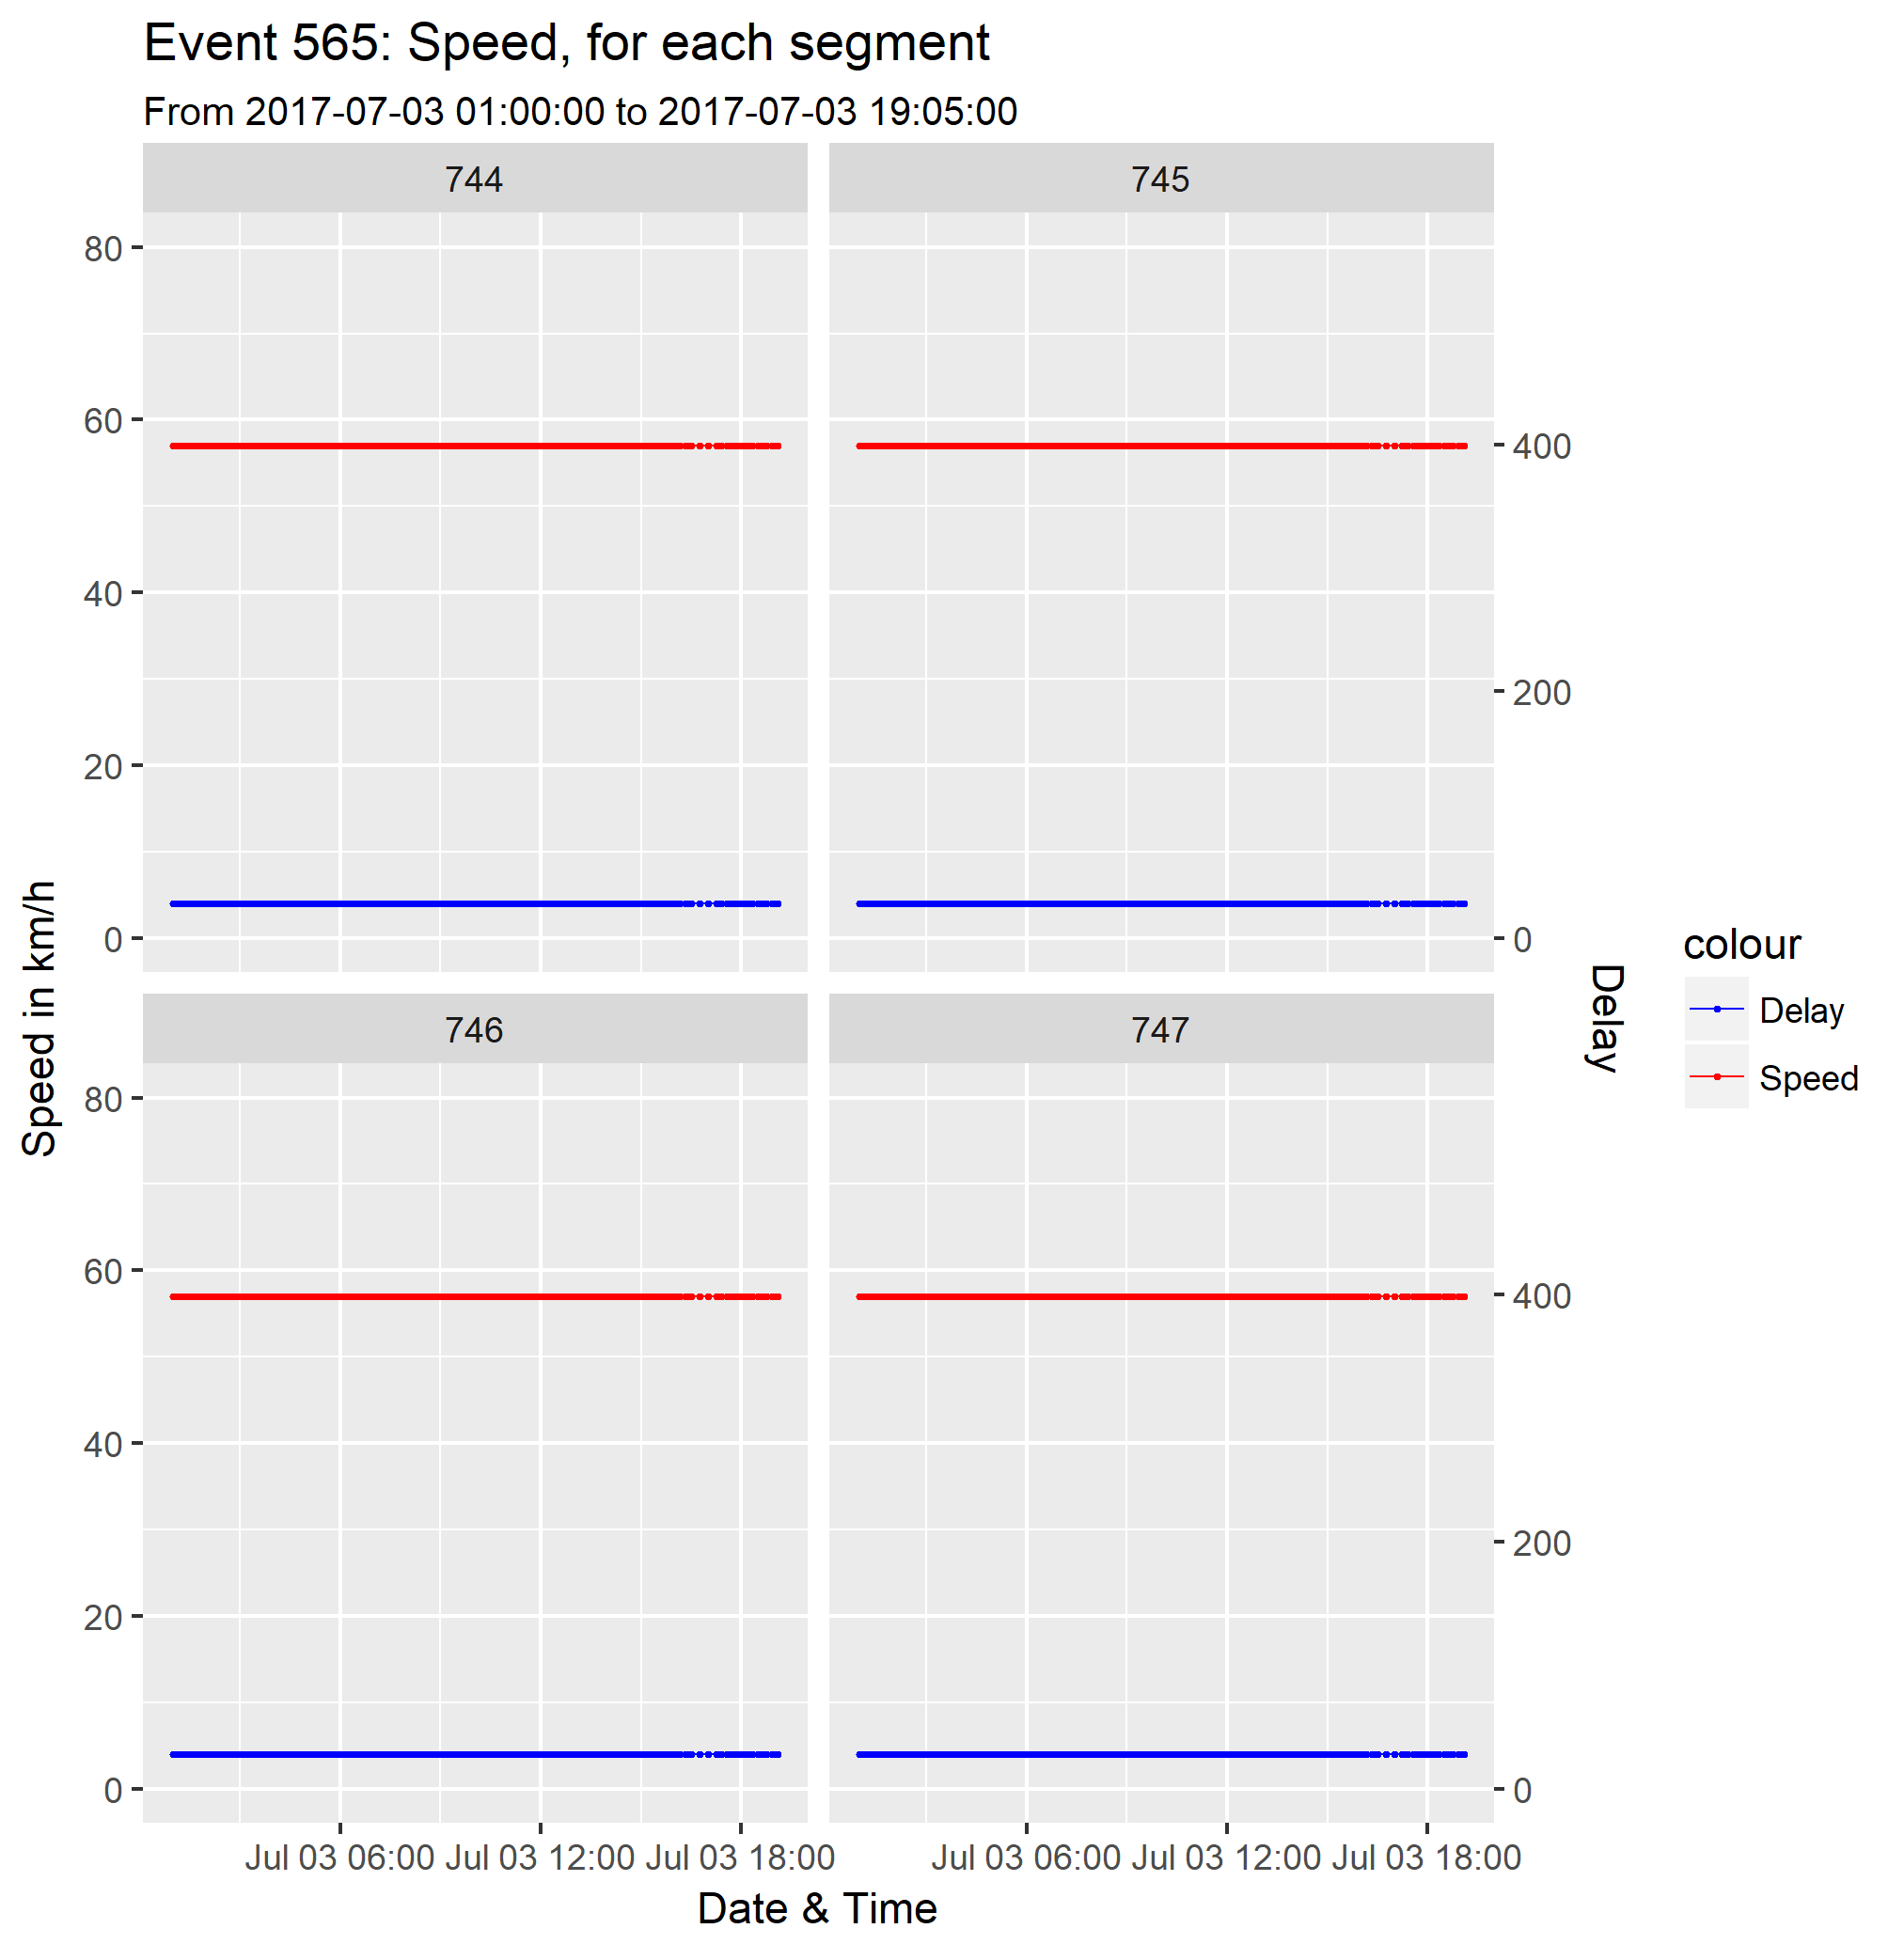 Event 565: Speed, for each segment
From 2017-07-03 01:00:00 to 2017-07-03 19:05:00
744
745
80
60
40
20
0
400
200
0
746
747
80
60
40
20
0
400
200
0
Jul 03 06:00 Jul 03 12:00 Jul 03 18:00
Jul 03 06:00 Jul 03 12:00 Jul 03 18:00
Date & Time
Speed in km/h
Delay
colour
Delay
Speed